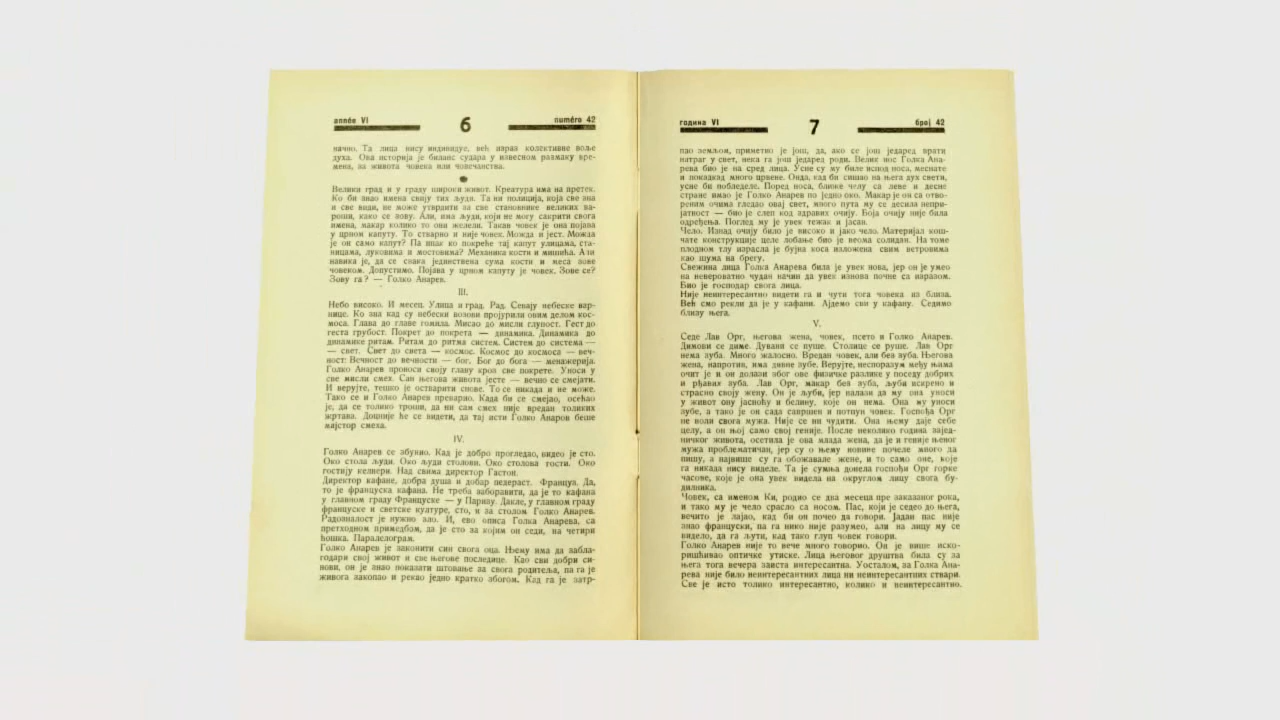 année VI
6
numéro 42
нично. Та лица нису индивидуе, већ израз колективне воље
духа. Ова историја је биланс судара у извесном размаку вре-
мена, за живота човека или човечанства.
Велики град и у граду широки живот. Креатура има на претек.
Ко би знао имена свију тих људи. Та ни полиција, која све зна
и све види, не може утврдити за све становнике великих ва-
роши, како се зову. Али, има људи, који не могу сакрити свога
имена, макар колико то они желели. Такав човек је она појава
у црном капуту. То стварно и није човек. Можда и јест. Можда
је он само капут? Па ипак ко покреће тај капут улицама, ста-
ницама, луковима и мостовима? Механика кости и мишића. Али
навика је, да се свака јединствена сума кости и меса зове
човеком. Допустимо. Појава у црном капуту је човек. Зове се?
Зову га? — Голко Анарев.
III.
Небо високо. И месец. Улица и град. Рад. Севају небеске вар-
нице. Ко зна кад су небески возови пројурили овим делом кос-
моса. Глава до главе гомила. Мисао до мисли глупост. Гест до
геста грубост. Покрет до покрета — динамика. Динамика до
динамике ритам. Ритам до ритма систем. Систем до система —
— свет. Свет до света — космос. Космос до космоса — веч-
ност: Вечност до вечности — бог. Бог до бога — менажерија.
Голко Анарев проноси своју главу кроз све покрете. Уноси у
све мисли смех. Сан његова живота јесте — вечно се смејати.
И верујте, тешко је остварити снове. То се никада и не може.
Тако се и Голко Анарев преварио. Када би се смејао, осећао
је, да се толико троши, да ни сам смех није вредан толиких
жртава. Доцније ће се видети, да тај исти Голко Анаров беше
мајстор смеха.
IV.
Голко Анарев се збунио. Кад је добро прогледао, видео је сто.
Око стола људи. Око људи столови. Око столова гости. Око
гостију келнери. Над свима директор Гастон.
Директор кафане, добра душа и добар педераст. Француз. Да,
то је француска кафана. Не треба заборавити, да је то кафана
у главном граду Француске — у Паризу. Дакле, у главном граду
француске и светске културе, сто, и за столом Голко Анарев.
Радозналост је нужно зло. И, ево описа Голка Анарева, са
претходном примедбом, да је сто за којим он седи, на четири
ћошка. Паралелограм.
Голко Анарев је законити син свога оца. Њему има да забла-
годари свој живот и све његове последице. Као сви добри си-
нови, он је знао показати штовање за свога родитеља, па га је
живога закопао и рекао једно кратко збогом. Кад га је затр-
година VI
7
број 42
пао земљом, приметио је још, да, ако се још једаред врати
натраг у свет, нека га још једаред роди. Велик нос Голка Ана-
рева био је на сред лица. Усне су му биле испод носа, меснате
и понадкад много црвене. Онда, кад би сишао на њега дух свети,
усне би побледеле. Поред носа, ближе челу са леве и десне
стране имао је Голко Анарев по једно око. Макар је он са отво-
реним очима гледао овај свет, много пута му се десила непри-
јатност — био је слеп код здравих очију. Боја очију није била
одређења. Поглед му је увек тежак и јасан.
Чело. Изнад очију било је високо и јако чело. Материјал кош-
чате конструкције целе лобање био је веома солидан. На томе
плодном тлу израсла је бујна коса изложена свим ветровима
као шума на брегу.
Свежина лица Голка Анарева била је увек нова, јер он је умео
на невероватно чудан начин да увек изнова почне са изразом.
Био је господар свога лица.
Није неинтересантно видети га и чути тога човека из близа.
Већ смо рекли да је у кафани. Ајдемо сви у кафану. Седимо
близу њега.
V.
Седе Лав Орг, његова жена, човек, псето и Голко Анарев.
Димови се диме. Дувани се пуше. Столице се руше. Лав Орг
нема зуба. Много жалосно. Вредан човек, али без зуба. Његова
жена, напротив, има дивне зубе. Верујте, неспоразум међу њима
очит је и он долази због ове физичке разлике у поседу добрих
и рђавих зуба. Лав Орг, макар без зуба, љуби искрено и
страсно своју жену. Он је љуби, јер налази да му она уноси
у живот ону јасноћу и белину, које он нема. Она му уноси
зубе, а тако је он сада савршен и потпун човек. Госпођа Орг
не воли свога мужа. Није се ни чудити. Она њему даје себе
целу, а он њој само свој геније. После неколико година зајед-
ничког живота, осетила је ова млада жена, да је и геније њеног
мужа проблематичан, јер су о њему новине почеле много да
пишу, а највише су га обожавале жене, и то само оне, које
га никада нису виделе. Та је сумња донела госпођи Орг горке
часове, које је она увек видела на округлом лицу свога бу-
дилника.
Човек, са именом Ки, родио се два месеца пре заказаног рока,
и тако му је чело срасло са носом. Пас, који је седео до њега,
вечито је лајао, кад би он почео да говори. Јадан пас није
знао француски, па га нико није разумео, али на лицу му се
видело, да га љути, кад тако глуп човек говори.
Голко Анарев није то вече много говорио. Он је више иско-
ришћивао оптичке утиске. Лица његовог друштва била су за
њега тога вечера заиста интересантна. Уосталом, за Голка Ана-
рева није било неинтересантних лица ни неинтересантних ствари.
Све је исто толико интересантно, колико и неинтересантно.